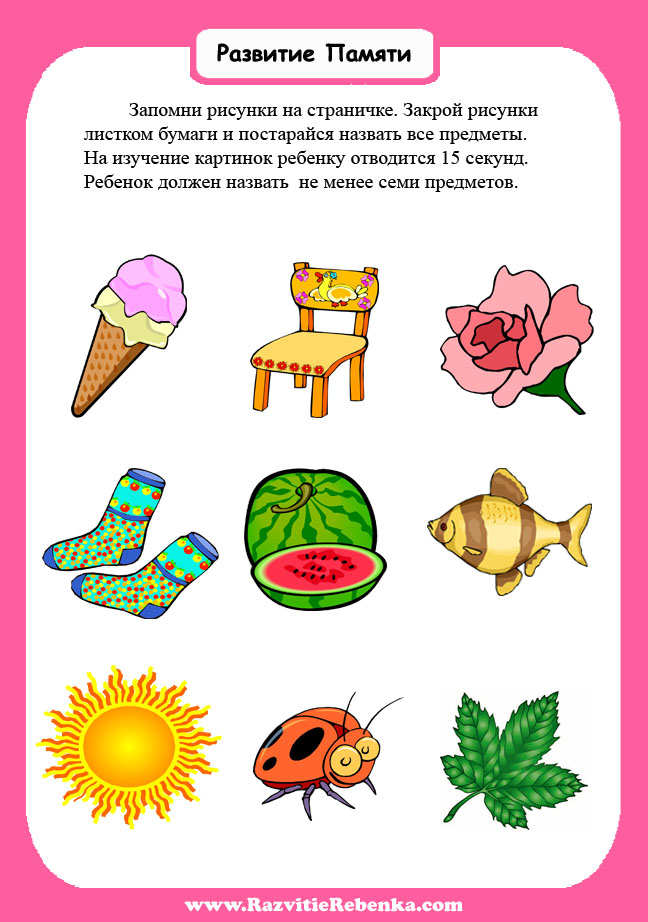 Развитие Памяти
Запомни рисунки на страничке. Закрой рисунки
листком бумаги и постарайся назвать все предметы.
На изучение картинок ребенку отводится 15 секунд.
Ребенок должен назвать не менее семи предметов.
www.RazvitieRebenka.com